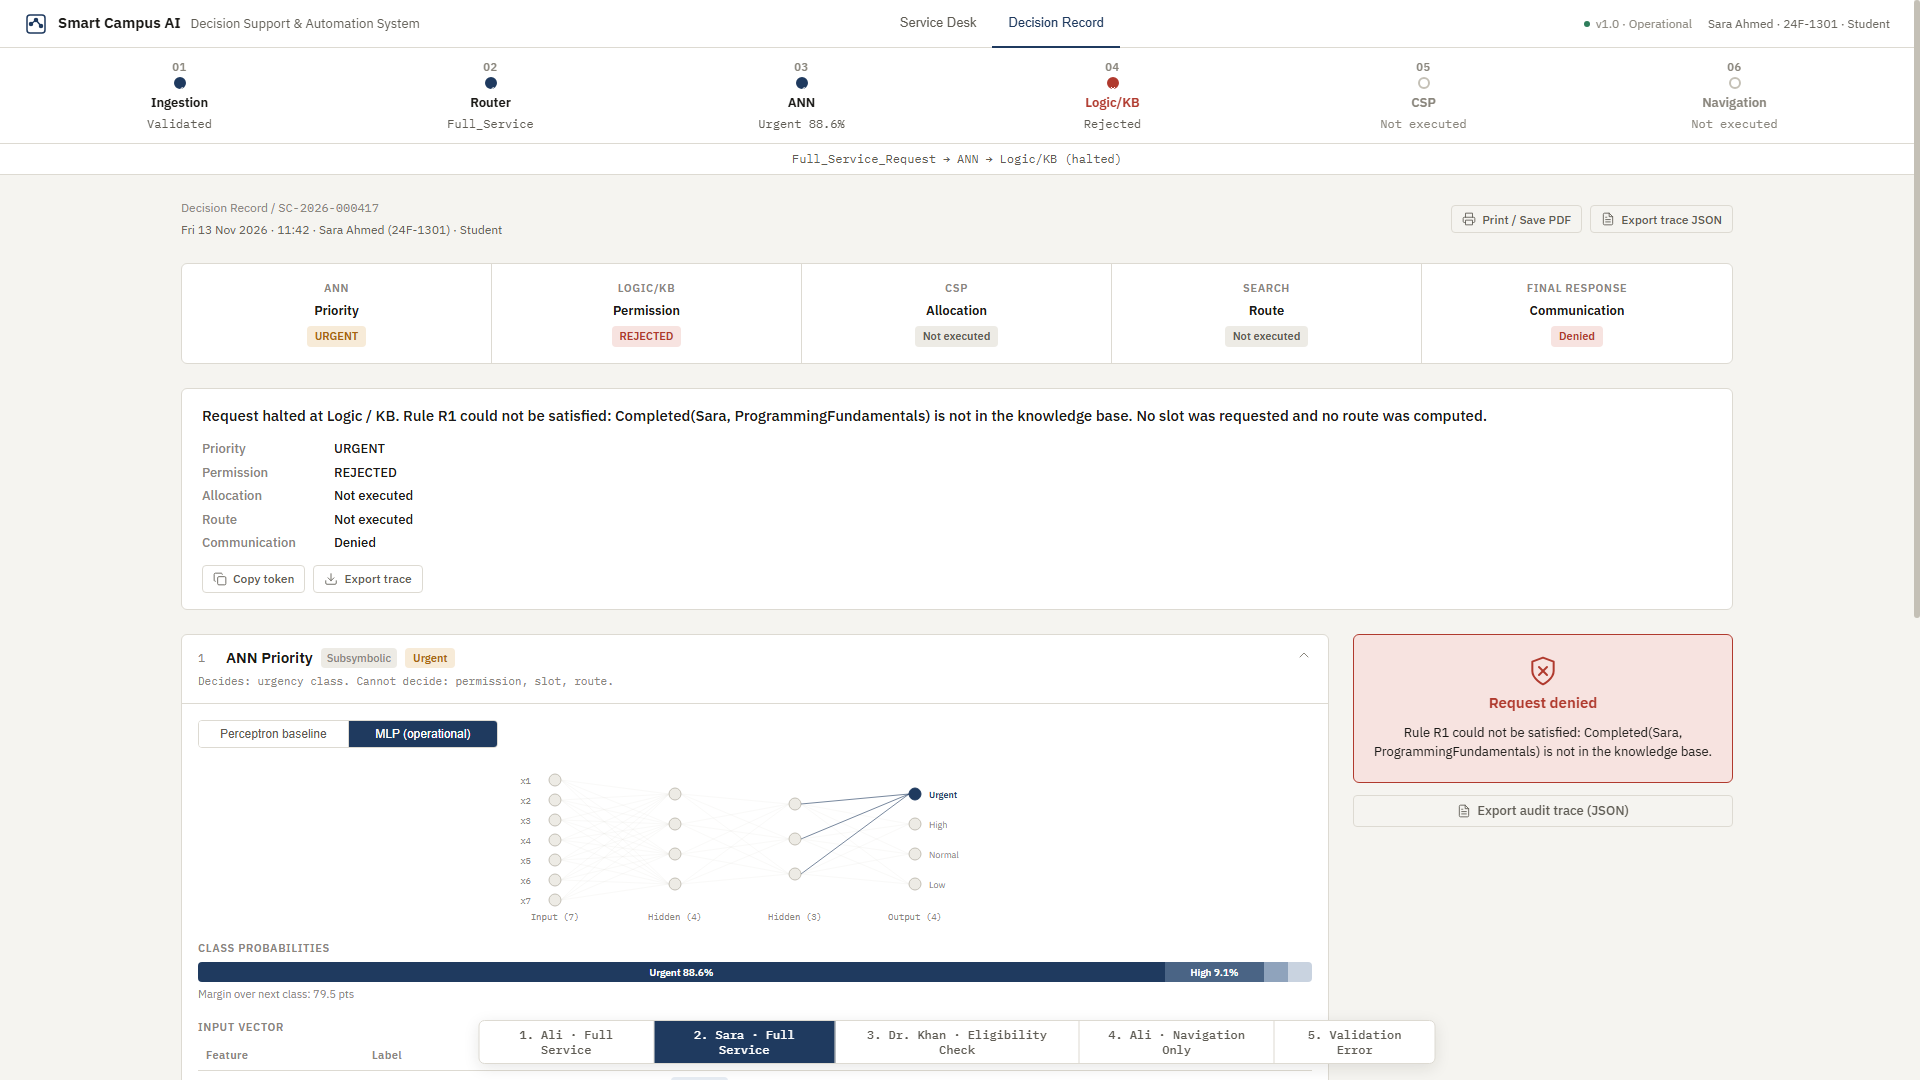 Smart Campus AI Decision Support & Automation System
Service Desk
Decision Record
v1.0 · Operational
Sara Ahmed · 24F-1301 · Student
01
Ingestion
Validated
02
Router
Full_Service
03
ANN
Urgent 88.6%
04
Logic/KB
Rejected
05
CSP
Not executed
06
Navigation
Not executed
Full_Service_Request → ANN → Logic/KB (halted)
Decision Record / SC-2026-000417
Fri 13 Nov 2026 · 11:42 · Sara Ahmed (24F-1301) · Student
Print / Save PDF
Export trace JSON
ANN
Priority
URGENT
LOGIC/KB
Permission
REJECTED
CSP
Allocation
Not executed
SEARCH
Route
Not executed
FINAL RESPONSE
Communication
Denied
Request halted at Logic / KB. Rule R1 could not be satisfied: Completed(Sara, ProgrammingFundamentals) is not in the knowledge base. No slot was requested and no route was computed.
Priority URGENT
Permission REJECTED
Allocation Not executed
Route Not executed
Communication Denied
Copy token
Export trace
1 ANN Priority Subsymbolic Urgent
Decides: urgency class. Cannot decide: permission, slot, route.
Perceptron baseline
MLP (operational)
x1
x2
x3
x4
x5
x6
x7
Urgent
High
Normal
Low
Input (7)
Hidden (4)
Hidden (3)
Output (4)
CLASS PROBABILITIES
Urgent 88.6%
High 9.1%
Margin over next class: 79.5 pts
INPUT VECTOR
Feature
Label
Request denied
Rule R1 could not be satisfied: Completed(Sara,
ProgrammingFundamentals) is not in the knowledge base.
Export audit trace (JSON)
1. Ali · Full
Service
2. Sara · Full
Service
3. Dr. Khan · Eligibility
Check
4. Ali · Navigation
Only
5. Validation
Error